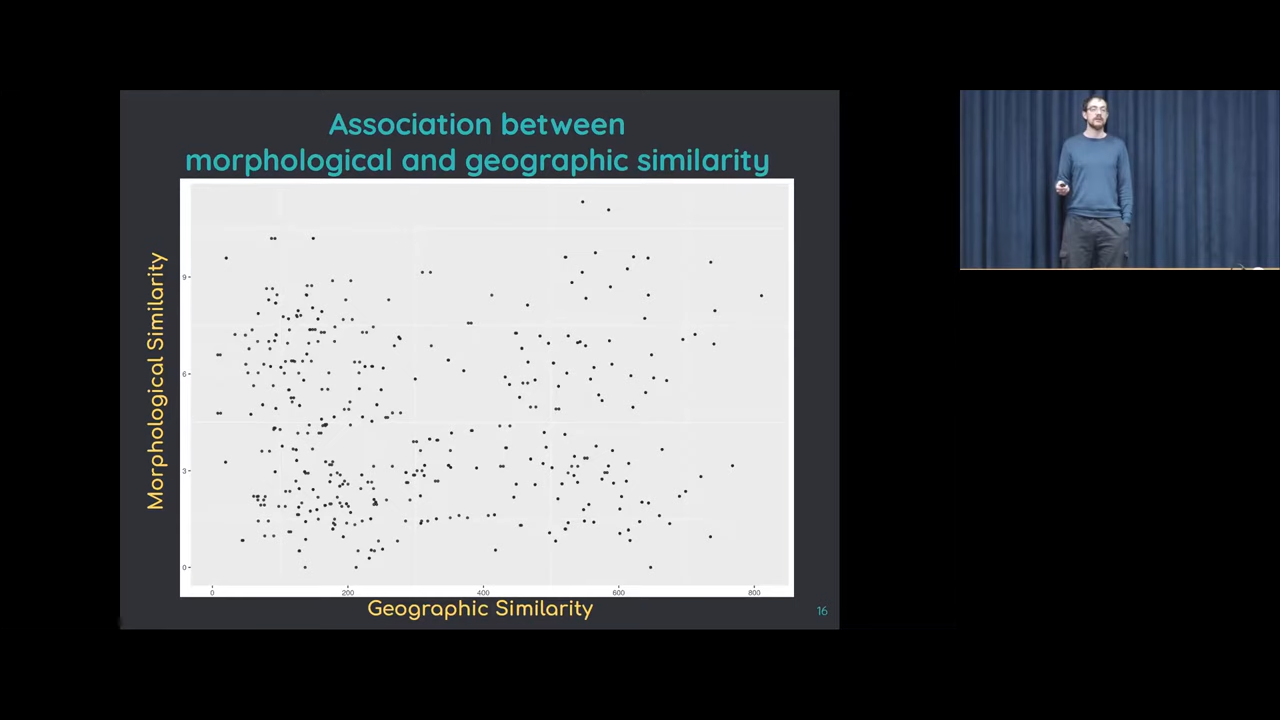 Association between
morphological and geographic similarity
Morphological Similarity
9
6
3
0
0 200 400 600 800
Geographic Similarity
16